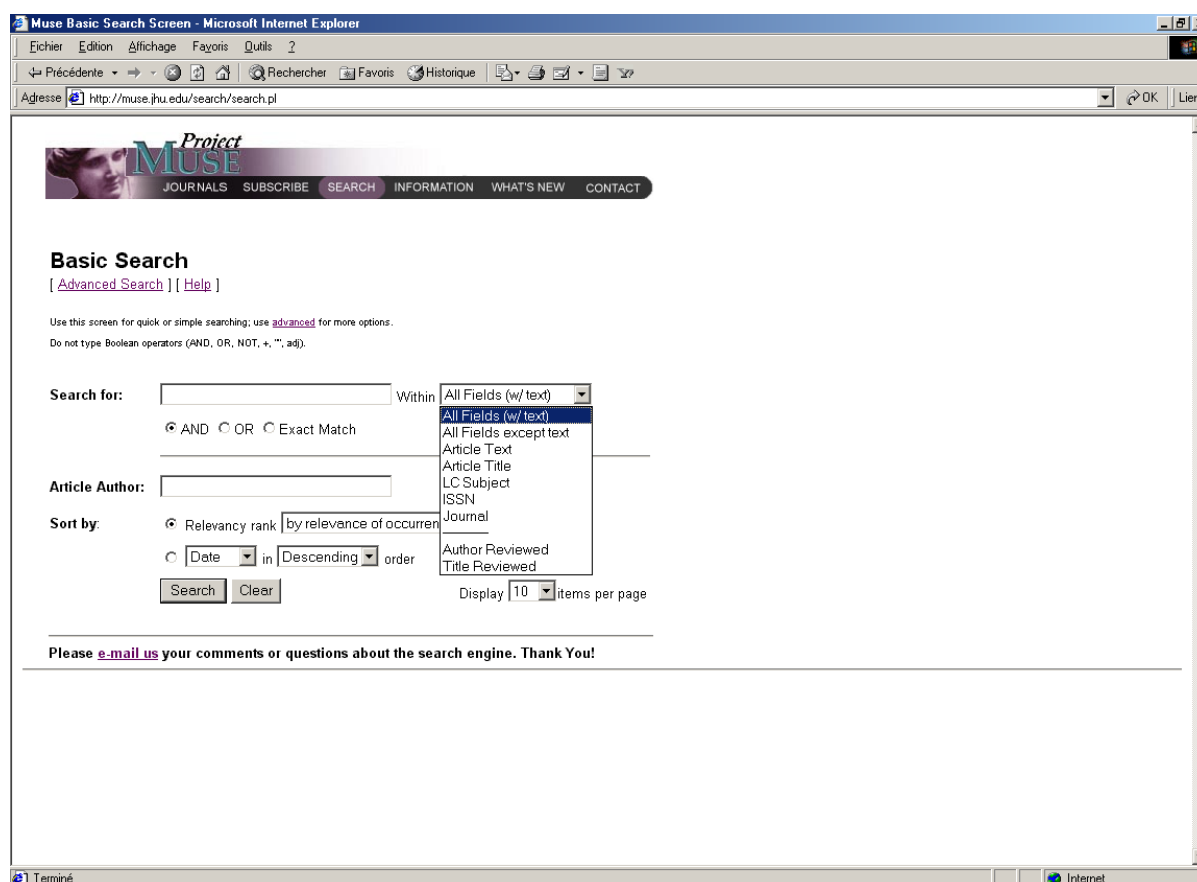 Muse Basic Search Screen - Microsoft Internet Explorer
Eichier Edition Affichage Favoris Outils ?
Précédente Rechercher Favoris Historique
Adresse http://muse.jhu.edu/search/search.pl OK Lien
Project
MUSE
JOURNALS SUBSCRIBE SEARCH INFORMATION WHAT'S NEW CONTACT
Basic Search
[ Advanced Search ] [ Help ]
Use this screen for quick or simple searching; use advanced for more options.
Do not type Boolean operators (AND, OR, NOT, +, "", adj).
Search for: Within All Fields (w/ text)
All Fields (w/ text)
All Fields except text
Article Text
Article Title
LC Subject
ISSN
Journal
Author Reviewed
Title Reviewed
AND OR Exact Match
Article Author:
Sort by: Relevancy rank by relevance of occurren
Date in Descending order
Search Clear Display 10 items per page
Please e-mail us your comments or questions about the search engine. Thank You!
Terminé Internet